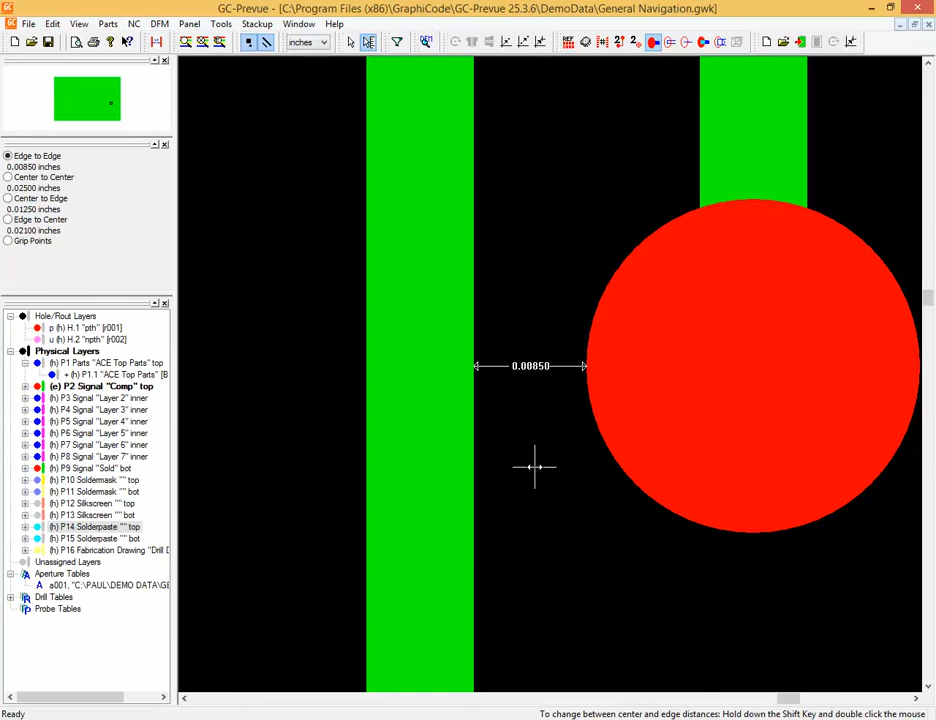 GC-Prevue - [C:\Program Files (x86)\GraphiCode\GC-Prevue 25.3.6\DemoData\General Navigation.gwk]
File Edit View Parts NC DFM Panel Tools Stackup Window Help
inches
Edge to Edge
0.00850 inches
Center to Center
0.02500 inches
Center to Edge
0.01250 inches
Edge to Center
0.02100 inches
Grip Points
Hole/Rout Layers
p (h) H.1 "pth" [r001]
u (h) H.2 "npth" [r002]
Physical Layers
(h) P1 Parts "ACE Top Parts" top
+ (h) P1.1 "ACE Top Parts" [B
(e) P2 Signal "Comp" top
(h) P3 Signal "Layer 2" inner
(h) P4 Signal "Layer 3" inner
(h) P5 Signal "Layer 4" inner
(h) P6 Signal "Layer 5" inner
(h) P7 Signal "Layer 6" inner
(h) P8 Signal "Layer 7" inner
(h) P9 Signal "Sold" bot
(h) P10 Soldermask "" top
(h) P11 Soldermask "" bot
(h) P12 Silkscreen "" top
(h) P13 Silkscreen "" bot
(h) P14 Solderpaste "" top
(h) P15 Solderpaste "" bot
(h) P16 Fabrication Drawing "Drill D
Unassigned Layers
Aperture Tables
a001, "C:\PAUL\DEMO DATA\GE
Drill Tables
Probe Tables
0.00850
Ready
To change between center and edge distances: Hold down the Shift Key and double click the mouse